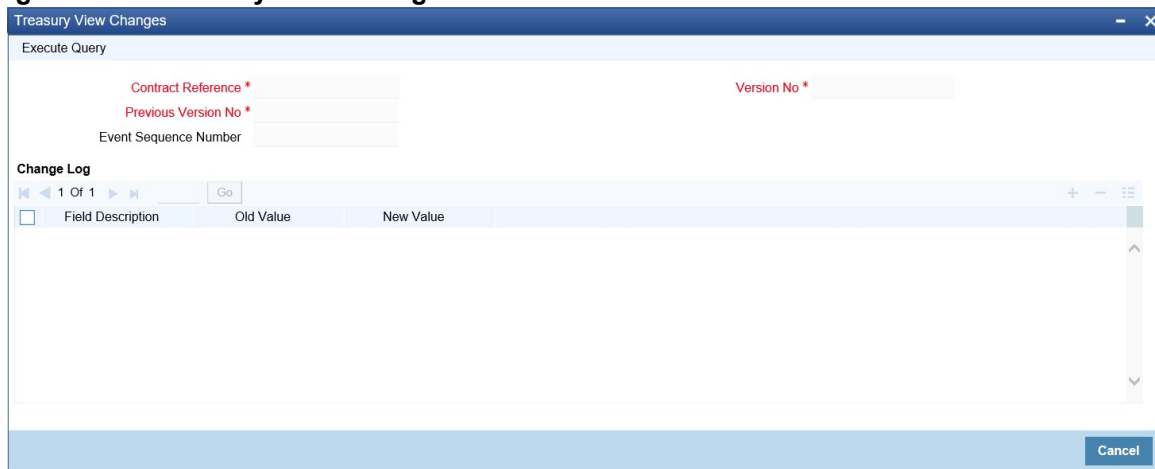 Treasury View Changes
Execute Query
Contract Reference * Version No *
Previous Version No *
Event Sequence Number
Change Log
1 Of 1 Go
Field Description Old Value New Value
Cancel